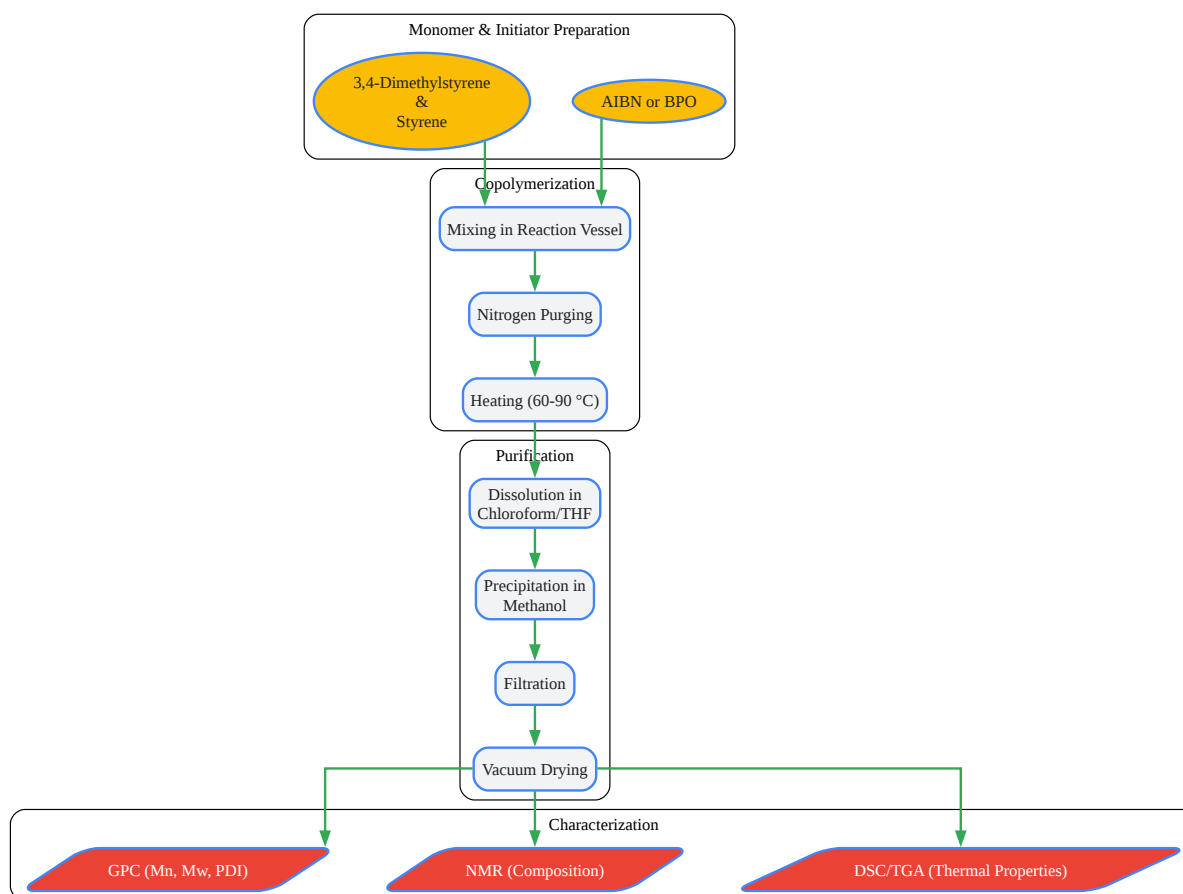 Monomer & Initiator Preparation
3,4-Dimethylstyrene
&
Styrene
AIBN or BPO
Copolymerization
Mixing in Reaction Vessel
Nitrogen Purging
Heating (60-90 °C)
Purification
Dissolution in
Chloroform/THF
Precipitation in
Methanol
Filtration
Vacuum Drying
Characterization
GPC (Mn, Mw, PDI)
NMR (Composition)
DSC/TGA (Thermal Properties)